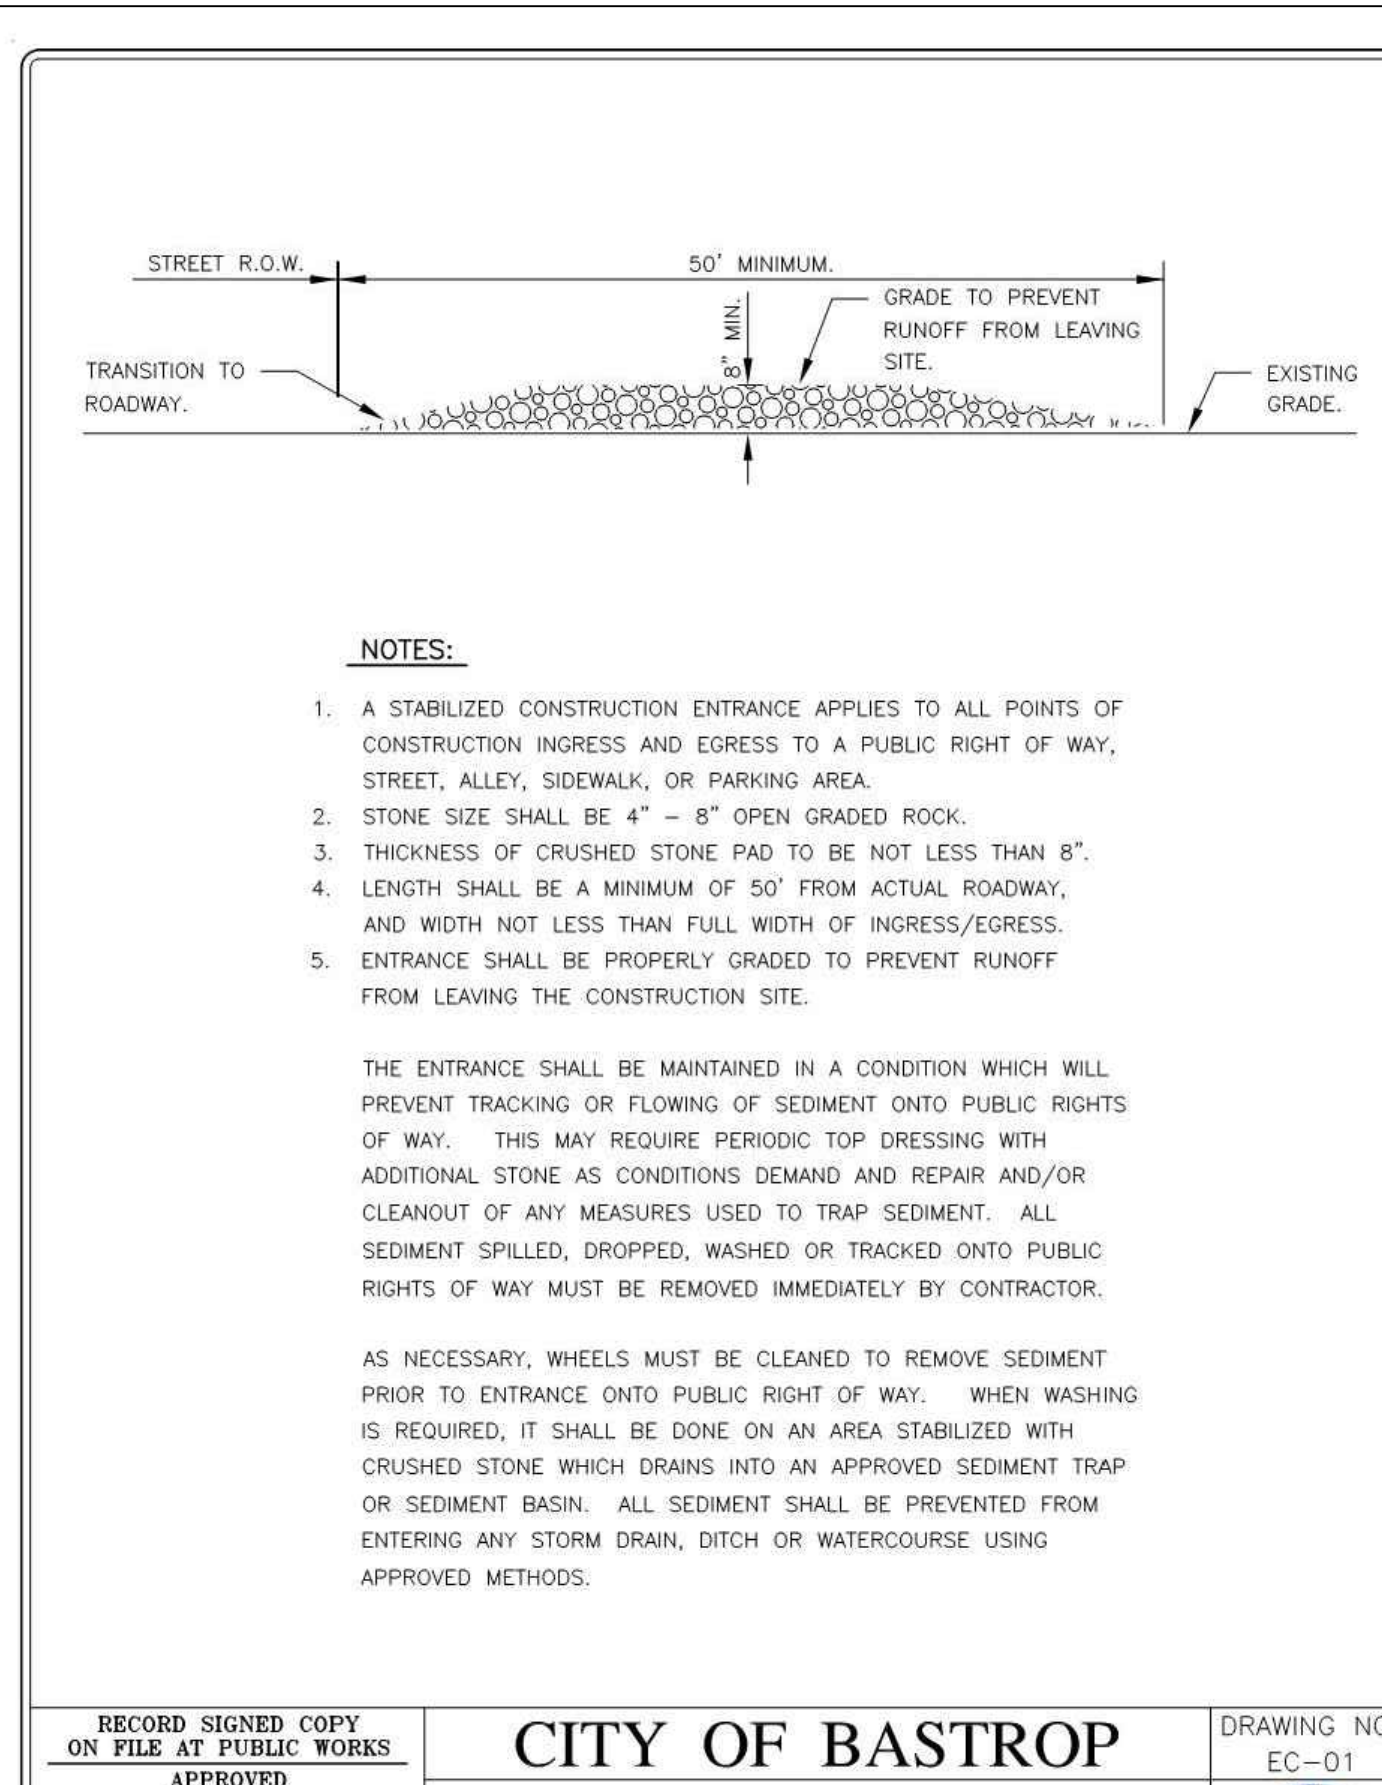 STREET R.O.W.
50' MINIMUM.
8" MIN.
GRADE TO PREVENT
RUNOFF FROM LEAVING
SITE.
TRANSITION TO
ROADWAY.
EXISTING
GRADE.
NOTES:
1. A STABILIZED CONSTRUCTION ENTRANCE APPLIES TO ALL POINTS OF
CONSTRUCTION INGRESS AND EGRESS TO A PUBLIC RIGHT OF WAY,
STREET, ALLEY, SIDEWALK, OR PARKING AREA.
2. STONE SIZE SHALL BE 4" – 8" OPEN GRADED ROCK.
3. THICKNESS OF CRUSHED STONE PAD TO BE NOT LESS THAN 8".
4. LENGTH SHALL BE A MINIMUM OF 50' FROM ACTUAL ROADWAY,
AND WIDTH NOT LESS THAN FULL WIDTH OF INGRESS/EGRESS.
5. ENTRANCE SHALL BE PROPERLY GRADED TO PREVENT RUNOFF
FROM LEAVING THE CONSTRUCTION SITE.
THE ENTRANCE SHALL BE MAINTAINED IN A CONDITION WHICH WILL
PREVENT TRACKING OR FLOWING OF SEDIMENT ONTO PUBLIC RIGHTS
OF WAY. THIS MAY REQUIRE PERIODIC TOP DRESSING WITH
ADDITIONAL STONE AS CONDITIONS DEMAND AND REPAIR AND/OR
CLEANOUT OF ANY MEASURES USED TO TRAP SEDIMENT. ALL
SEDIMENT SPILLED, DROPPED, WASHED OR TRACKED ONTO PUBLIC
RIGHTS OF WAY MUST BE REMOVED IMMEDIATELY BY CONTRACTOR.
AS NECESSARY, WHEELS MUST BE CLEANED TO REMOVE SEDIMENT
PRIOR TO ENTRANCE ONTO PUBLIC RIGHT OF WAY. WHEN WASHING
IS REQUIRED, IT SHALL BE DONE ON AN AREA STABILIZED WITH
CRUSHED STONE WHICH DRAINS INTO AN APPROVED SEDIMENT TRAP
OR SEDIMENT BASIN. ALL SEDIMENT SHALL BE PREVENTED FROM
ENTERING ANY STORM DRAIN, DITCH OR WATERCOURSE USING
APPROVED METHODS.
RECORD SIGNED COPY
ON FILE AT PUBLIC WORKS
APPROVED
CITY OF BASTROP
DRAWING NO
EC–01